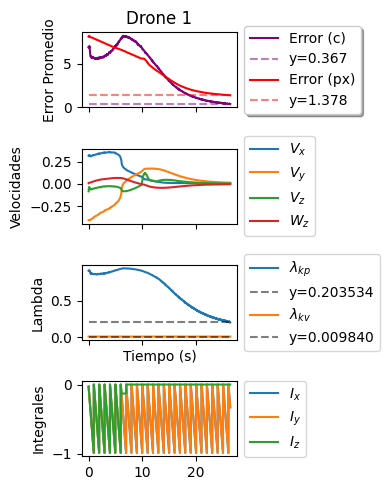 Drone 1
Error Promedio
5
0
Error (c)
y=0.367
Error (px)
y=1.378
Velocidades
0.25
0.00
−0.25
V_x
V_y
V_z
W_z
Lambda
0.5
0.0
λ_kp
y=0.203534
λ_kv
y=0.009840
Tiempo (s)
Integrales
0
−1
I_x
I_y
I_z
0 10 20